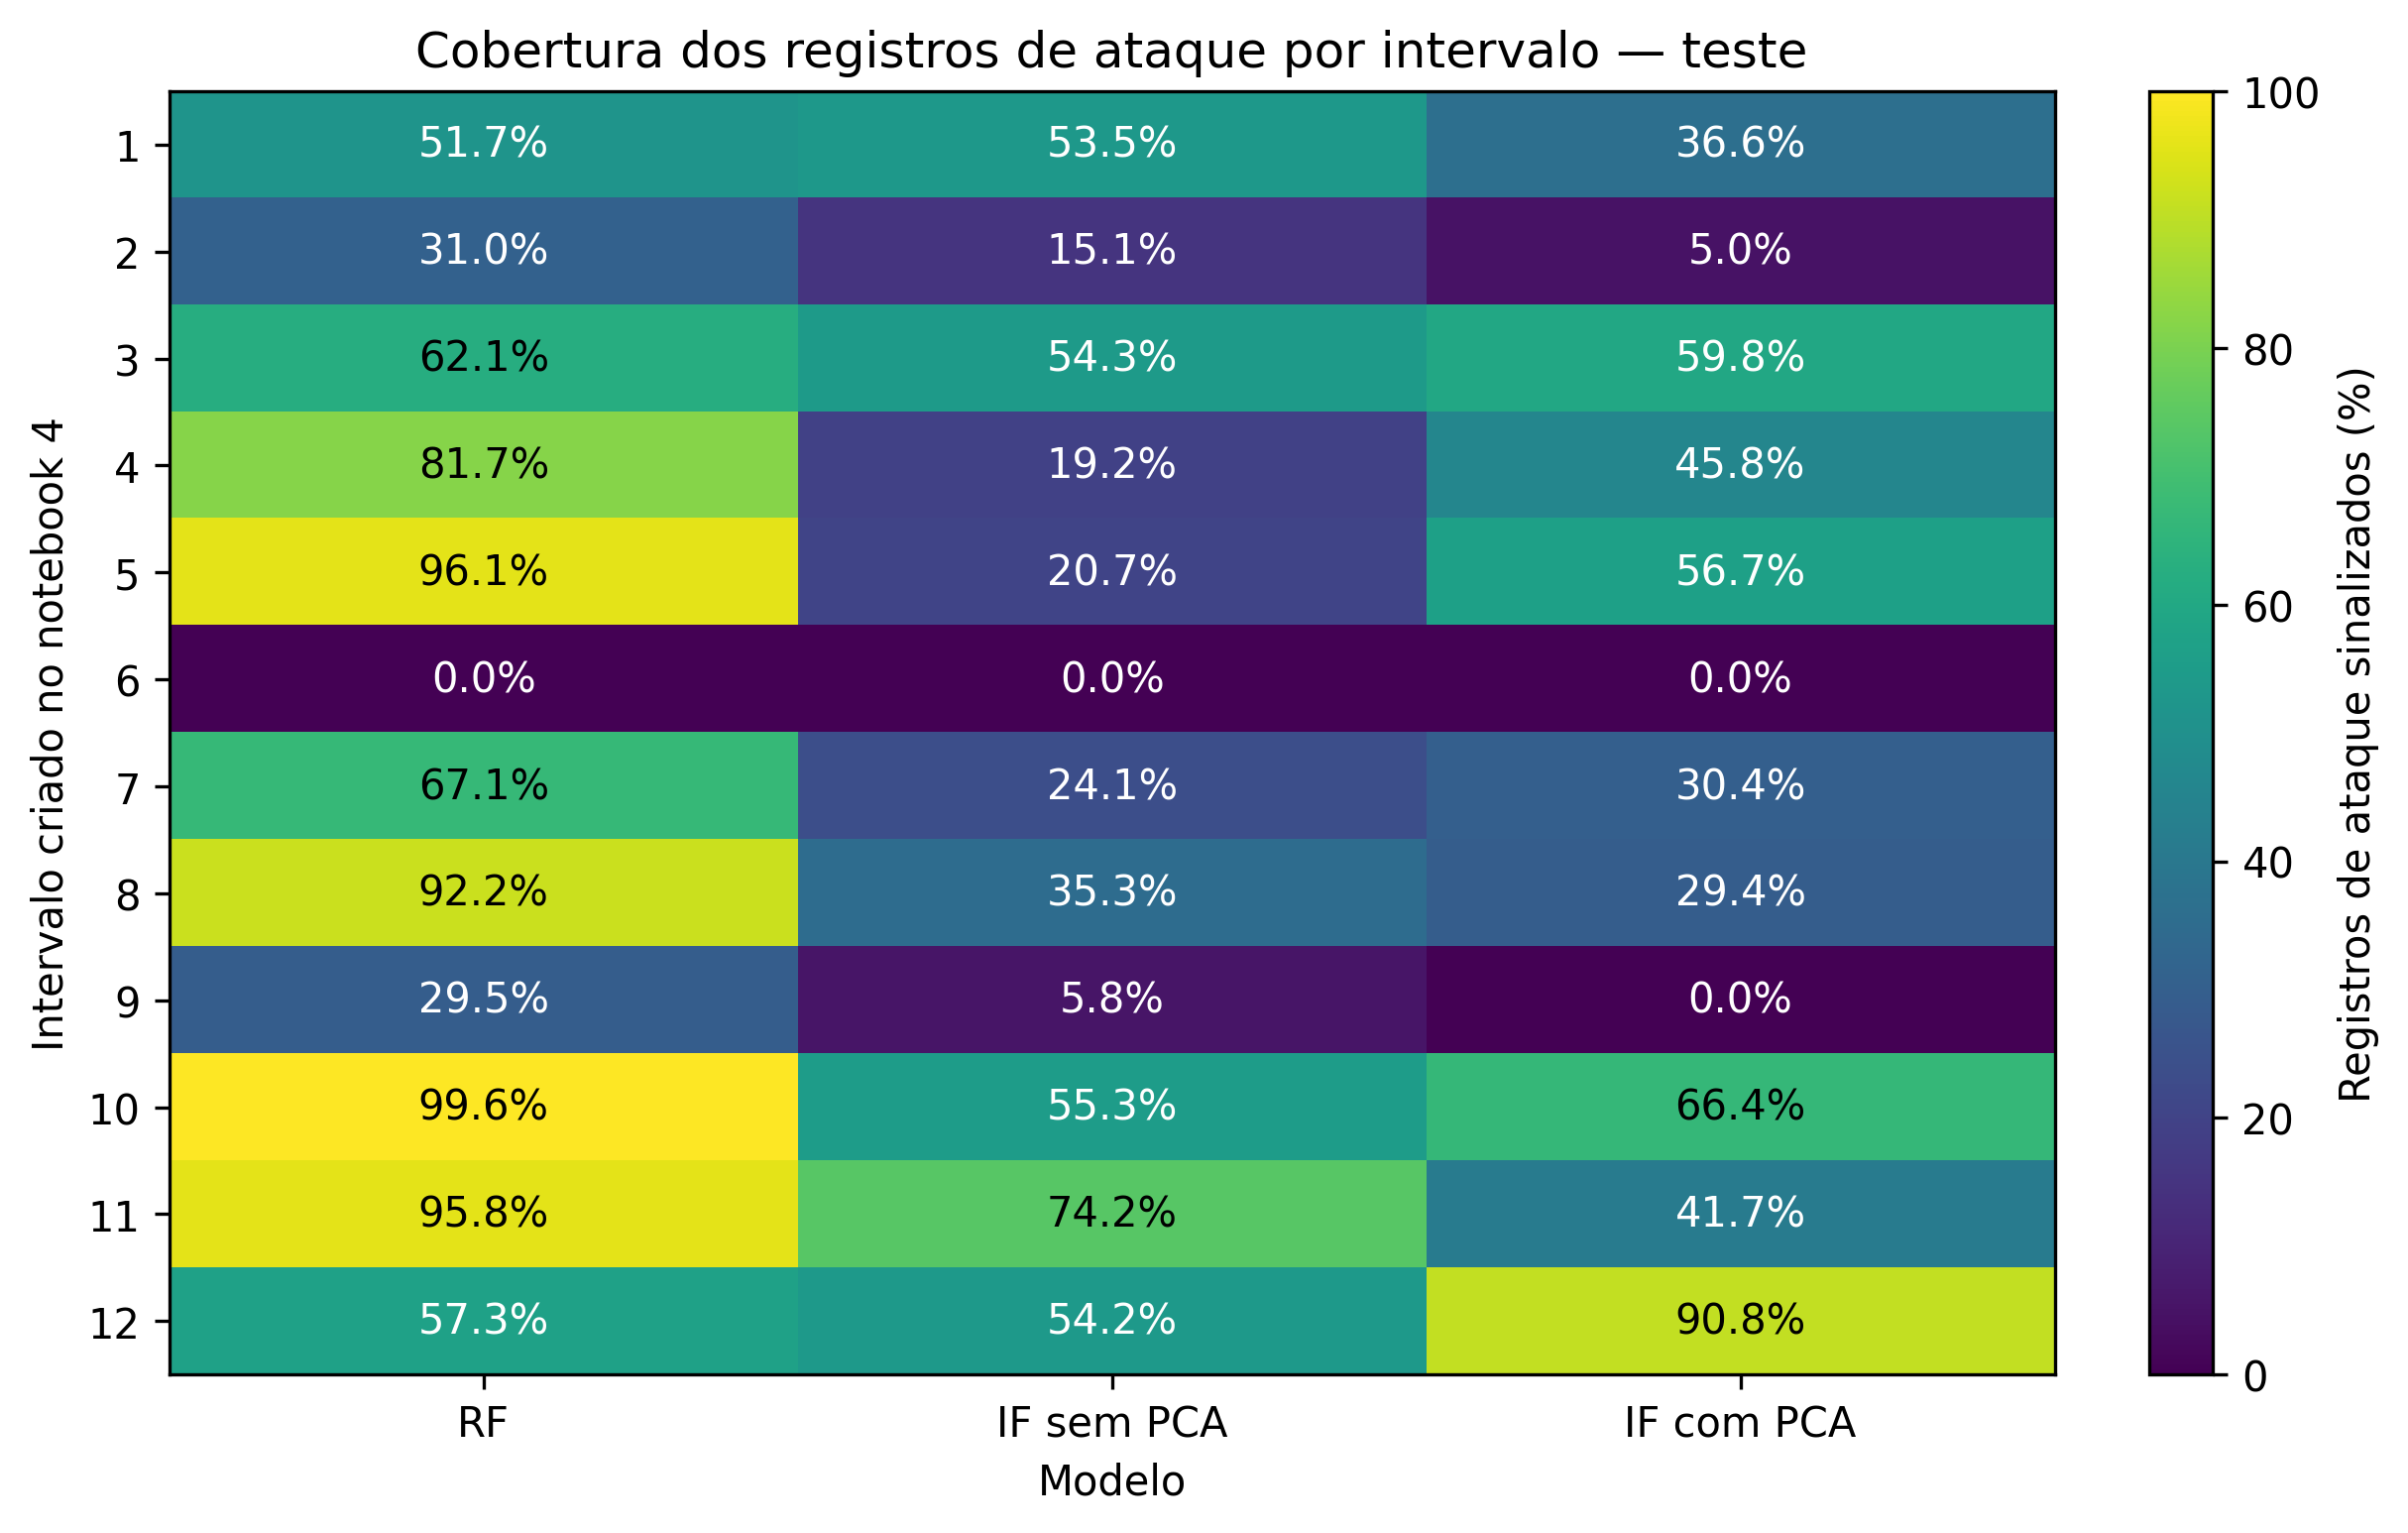 Cobertura dos registros de ataque por intervalo — teste
Intervalo criado no notebook 4
1 51.7% 53.5% 36.6%
2 31.0% 15.1% 5.0%
3 62.1% 54.3% 59.8%
4 81.7% 19.2% 45.8%
5 96.1% 20.7% 56.7%
6 0.0% 0.0% 0.0%
7 67.1% 24.1% 30.4%
8 92.2% 35.3% 29.4%
9 29.5% 5.8% 0.0%
10 99.6% 55.3% 66.4%
11 95.8% 74.2% 41.7%
12 57.3% 54.2% 90.8%
RF IF sem PCA IF com PCA
Modelo
100
80
60
40
20
0
Registros de ataque sinalizados (%)